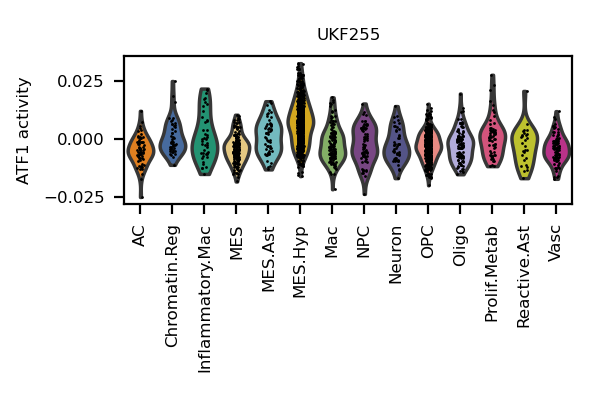 UKF255
ATF1 activity
0.025
0.000
−0.025
AC
Chromatin.Reg
Inflammatory.Mac
MES
MES.Ast
MES.Hyp
Mac
NPC
Neuron
OPC
Oligo
Prolif.Metab
Reactive.Ast
Vasc